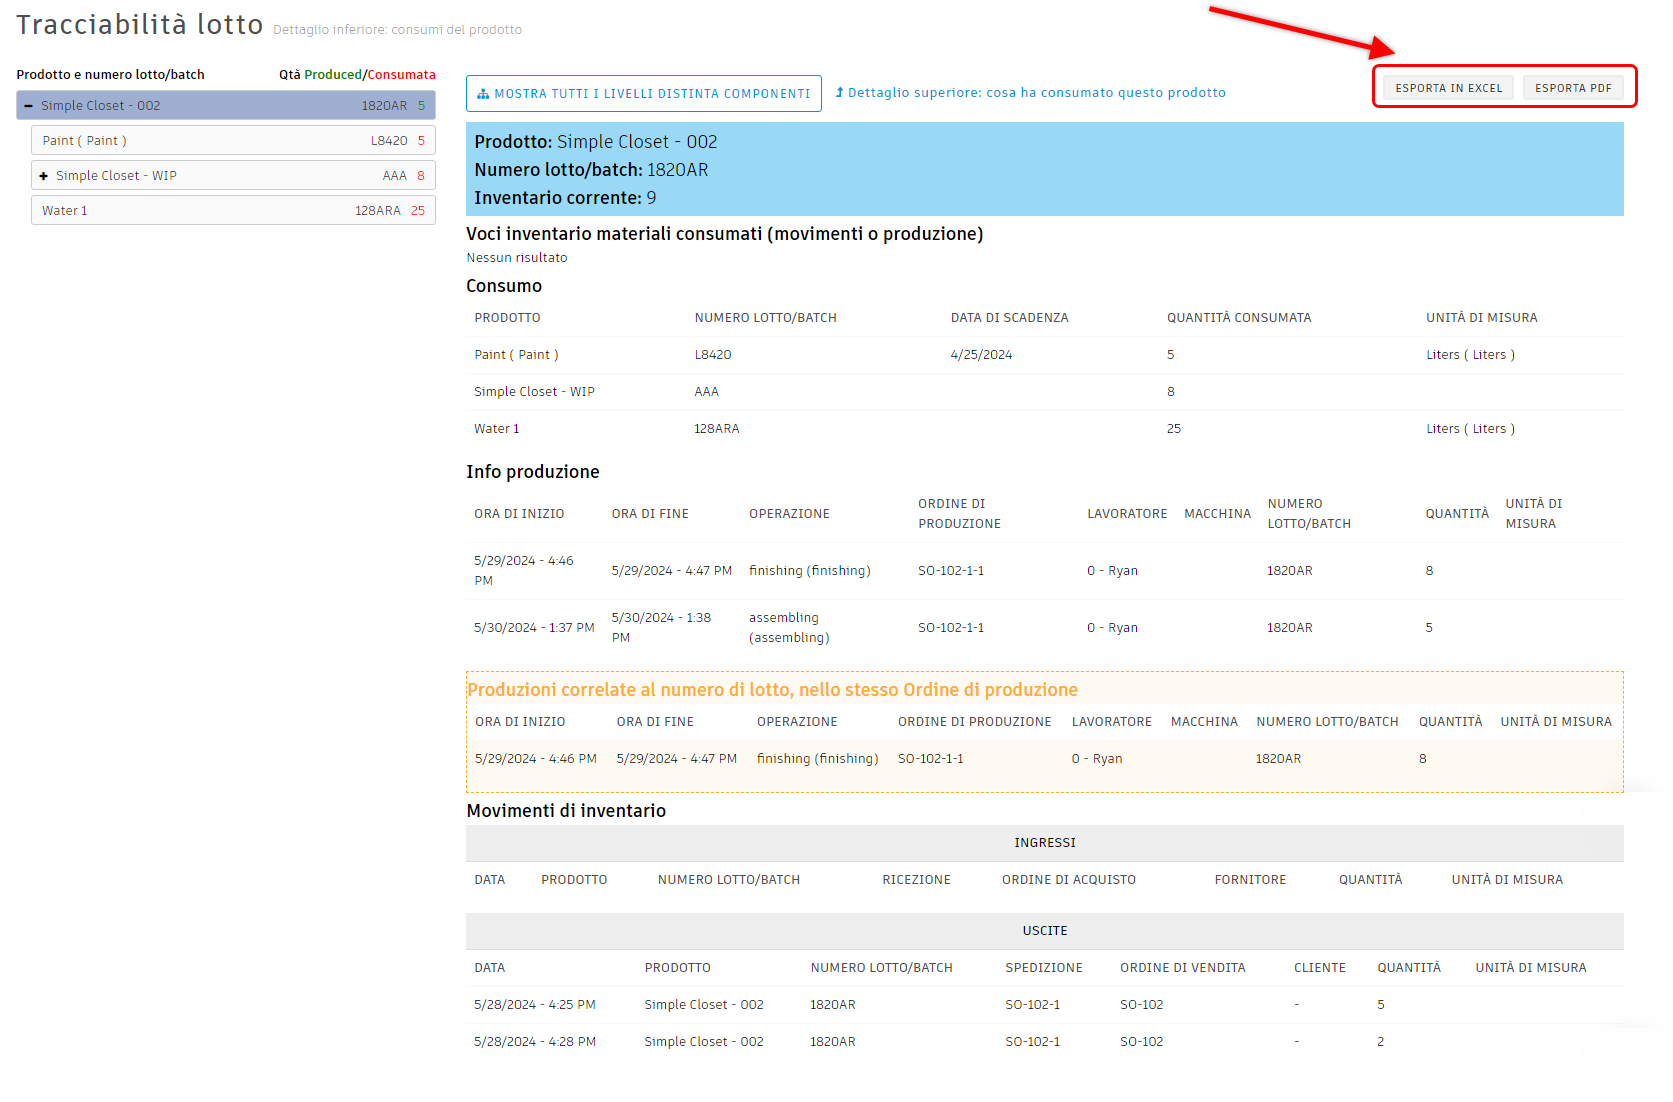 Tracciabilità lotto Dettaglio inferiore: consumi del prodotto
Prodotto e numero lotto/batch Qtà Produced/Consumata
Simple Closet - 002 1820AR 5
Paint ( Paint ) L8420 5
Simple Closet - WIP AAA 8
Water 1 128ARA 25
MOSTRA TUTTI I LIVELLI DISTINTA COMPONENTI Dettaglio superiore: cosa ha consumato questo prodotto ESPORTA IN EXCEL ESPORTA PDF
Prodotto: Simple Closet - 002
Numero lotto/batch: 1820AR
Inventario corrente: 9
Voci inventario materiali consumati (movimenti o produzione)
Nessun risultato
Consumo
PRODOTTO NUMERO LOTTO/BATCH DATA DI SCADENZA QUANTITÀ CONSUMATA UNITÀ DI MISURA
Paint ( Paint ) L8420 4/25/2024 5 Liters ( Liters )
Simple Closet - WIP AAA 8
Water 1 128ARA 25 Liters ( Liters )
Info produzione
ORA DI INIZIO ORA DI FINE OPERAZIONE ORDINE DI PRODUZIONE LAVORATORE MACCHINA NUMERO LOTTO/BATCH QUANTITÀ UNITÀ DI MISURA
5/29/2024 - 4:46 PM 5/29/2024 - 4:47 PM finishing (finishing) SO-102-1-1 0 - Ryan 1820AR 8
5/30/2024 - 1:37 PM 5/30/2024 - 1:38 PM assembling (assembling) SO-102-1-1 0 - Ryan 1820AR 5
Produzioni correlate al numero di lotto, nello stesso Ordine di produzione
ORA DI INIZIO ORA DI FINE OPERAZIONE ORDINE DI PRODUZIONE LAVORATORE MACCHINA NUMERO LOTTO/BATCH QUANTITÀ UNITÀ DI MISURA
5/29/2024 - 4:46 PM 5/29/2024 - 4:47 PM finishing (finishing) SO-102-1-1 0 - Ryan 1820AR 8
Movimenti di inventario
INGRESSI
DATA PRODOTTO NUMERO LOTTO/BATCH RICEZIONE ORDINE DI ACQUISTO FORNITORE QUANTITÀ UNITÀ DI MISURA
USCITE
DATA PRODOTTO NUMERO LOTTO/BATCH SPEDIZIONE ORDINE DI VENDITA CLIENTE QUANTITÀ UNITÀ DI MISURA
5/28/2024 - 4:25 PM Simple Closet - 002 1820AR SO-102-1 SO-102 - 5
5/28/2024 - 4:28 PM Simple Closet - 002 1820AR SO-102-1 SO-102 - 2